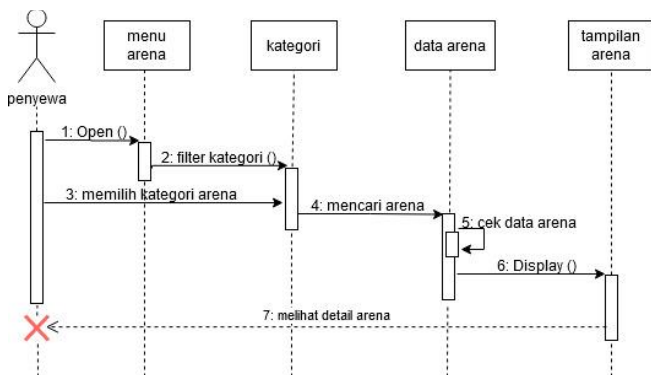 menu
arena
kategori
data arena
tampilan
arena
penyewa
1: Open ()
2: filter kategori ()
3: memilih kategori arena
4: mencari arena
5: cek data arena
6: Display ()
7: melihat detail arena